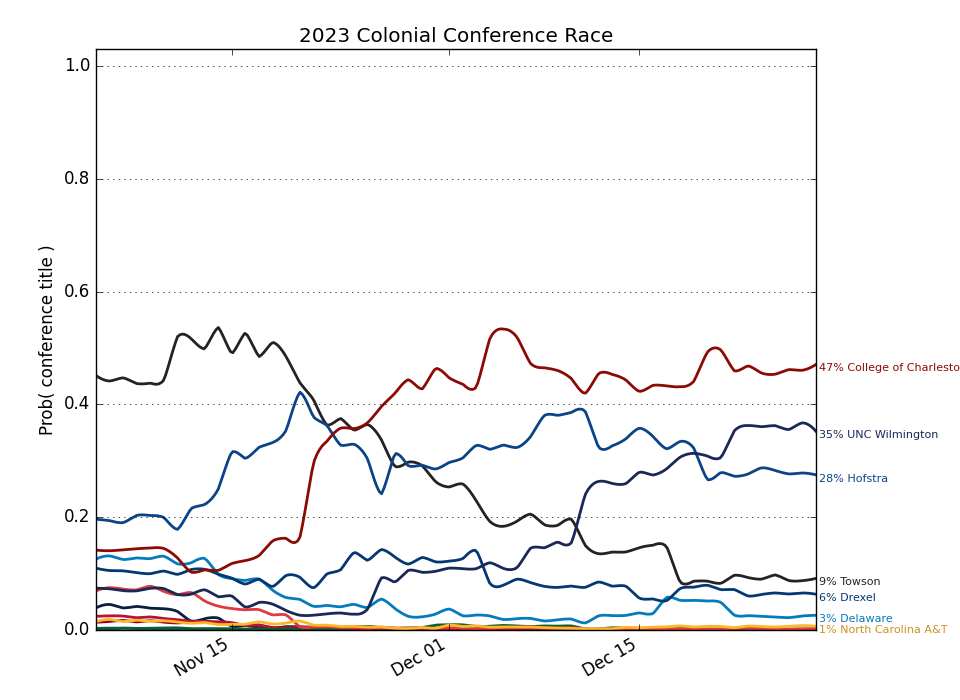 2023 Colonial Conference Race
Prob( conference title )
1.0
0.8
0.6
0.4
0.2
0.0
Nov 15
Dec 01
Dec 15
47% College of Charlesto
35% UNC Wilmington
28% Hofstra
9% Towson
6% Drexel
3% Delaware
1% North Carolina A&T